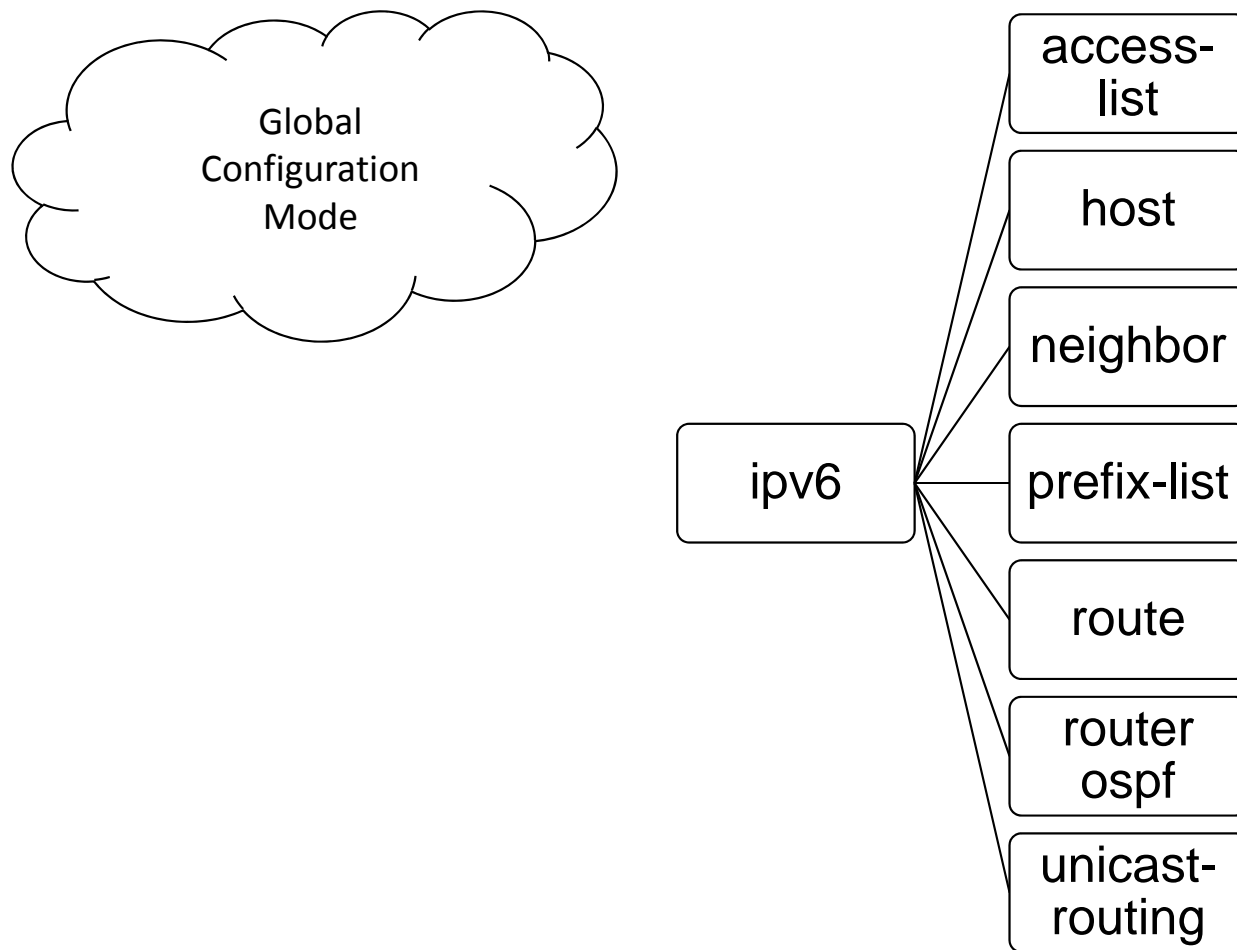 Global
Configuration
Mode
access-
list
host
neighbor
ipv6
prefix-list
route
router
ospf
unicast-
routing